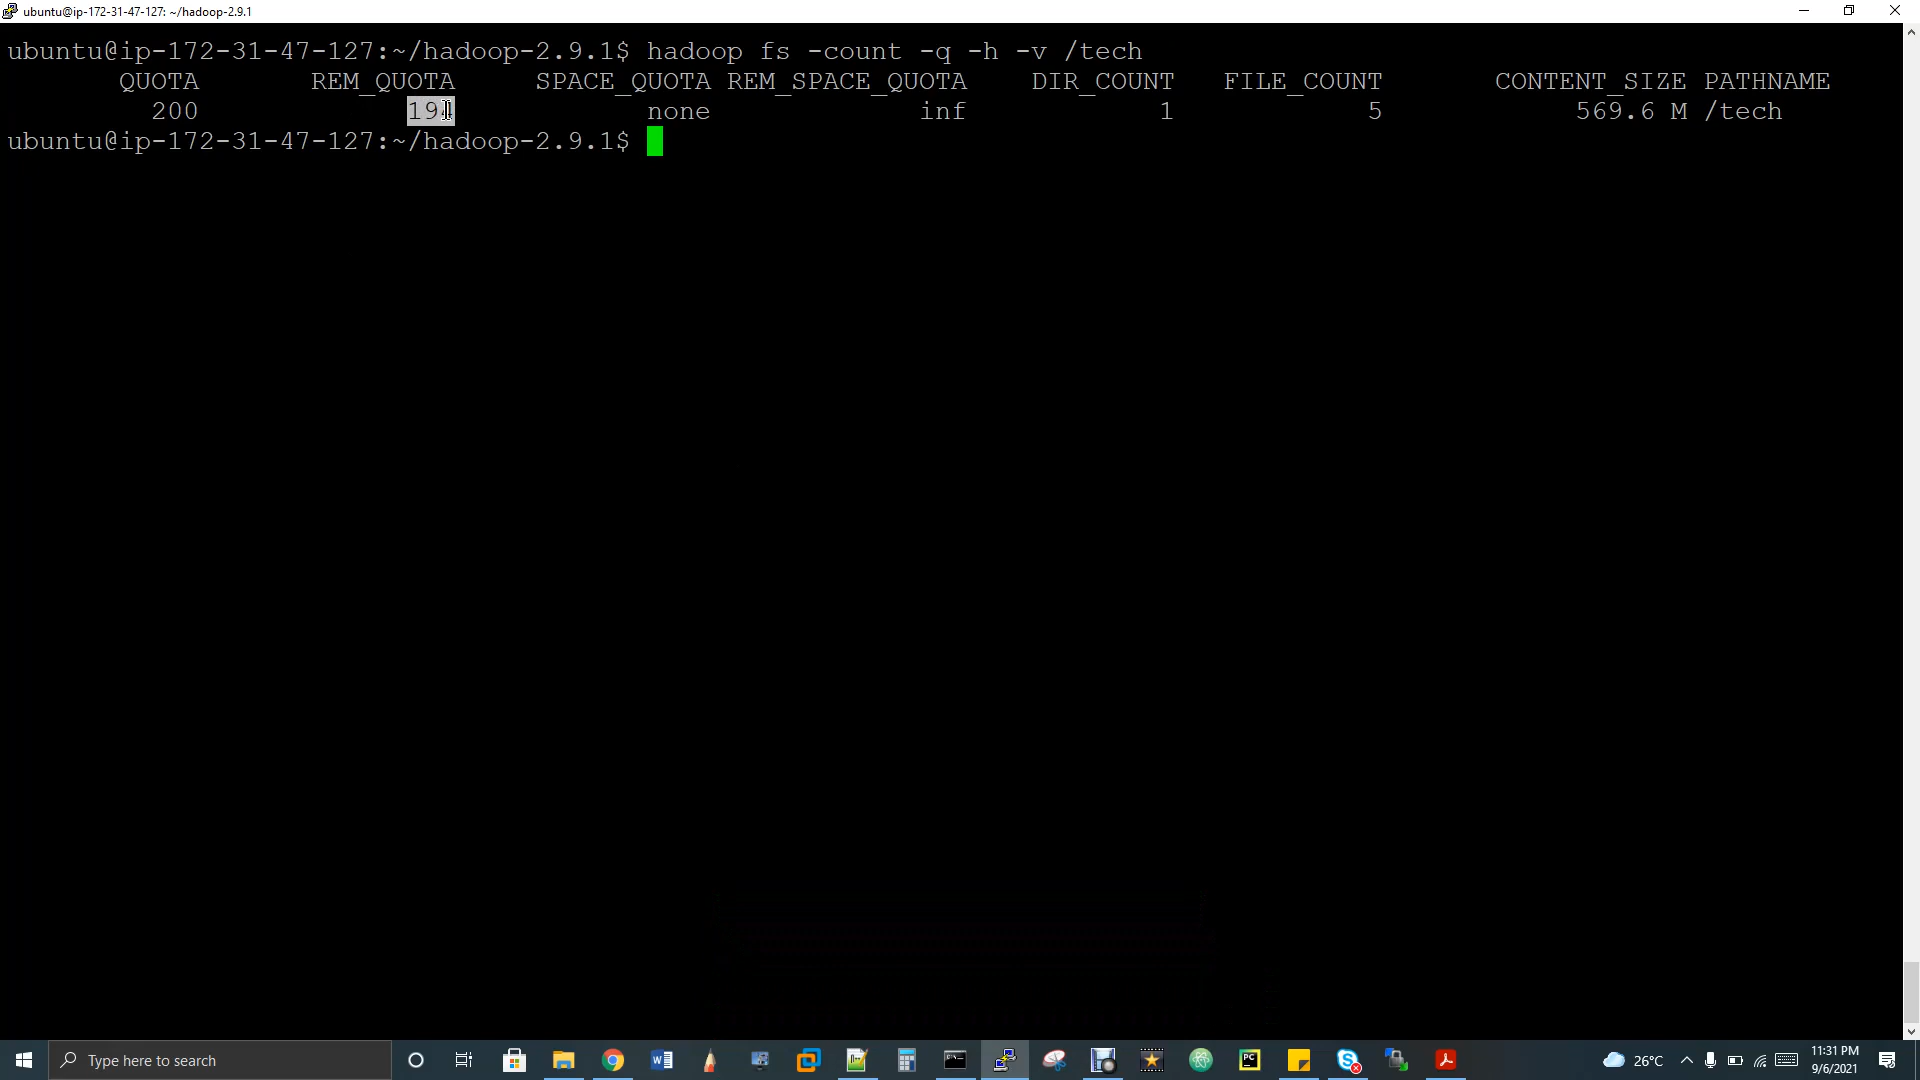 ubuntu@ip-172-31-47-127: ~/hadoop-2.9.1
ubuntu@ip-172-31-47-127:~/hadoop-2.9.1$ hadoop fs -count -q -h -v /tech
QUOTA REM_QUOTA SPACE_QUOTA REM_SPACE_QUOTA DIR_COUNT FILE_COUNT CONTENT_SIZE PATHNAME
200 194 none inf 1 5 569.6 M /tech
ubuntu@ip-172-31-47-127:~/hadoop-2.9.1$
Type here to search
PC
26°C
11:31 PM
9/6/2021